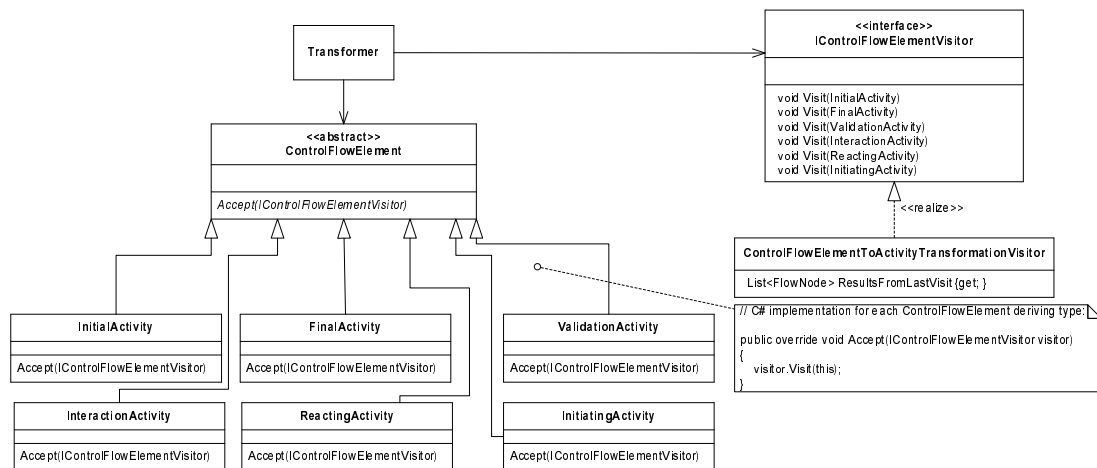 Transformer
<<interface>>
IControlFlowElementVisitor
void Visit(InitialActivity)
void Visit(FinalActivity)
void Visit(ValidationActivity)
void Visit(InteractionActivity)
void Visit(ReactingActivity)
void Visit(InitiatingActivity)
<<abstract>>
ControlFlowElement
Accept(IControlFlowElementVisitor)
<<realize>>
ControlFlowElementToActivityTransformationVisitor
List<FlowNode> ResultsFromLastVisit {get; }
// C# implementation for each ControlFlowElement deriving type:
public override void Accept(IControlFlowElementVisitor visitor)
{
visitor.Visit(this);
}
InitialActivity
Accept(IControlFlowElementVisitor)
FinalActivity
Accept(IControlFlowElementVisitor)
ValidationActivity
Accept(IControlFlowElementVisitor)
InteractionActivity
Accept(IControlFlowElementVisitor)
ReactingActivity
Accept(IControlFlowElementVisitor)
InitiatingActivity
Accept(IControlFlowElementVisitor)